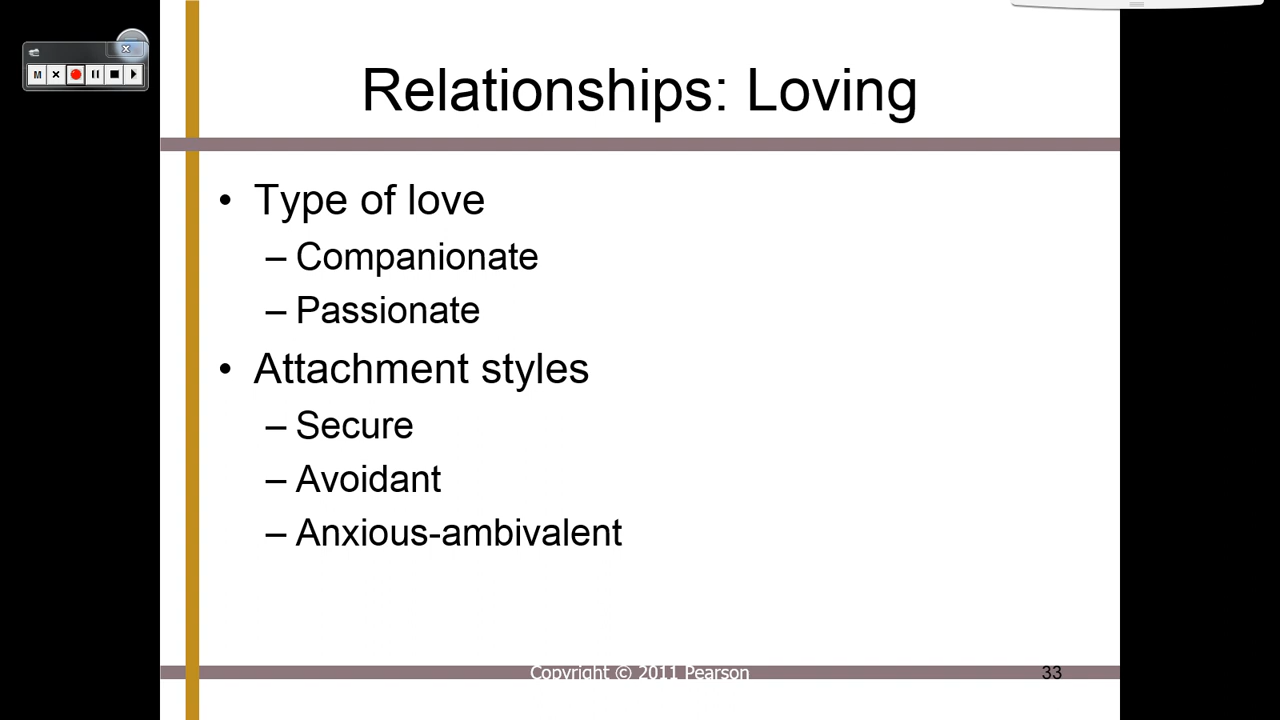 M
Relationships: Loving
• Type of love
– Companionate
– Passionate
• Attachment styles
– Secure
– Avoidant
– Anxious-ambivalent
Copyright © 2011 Pearson
33